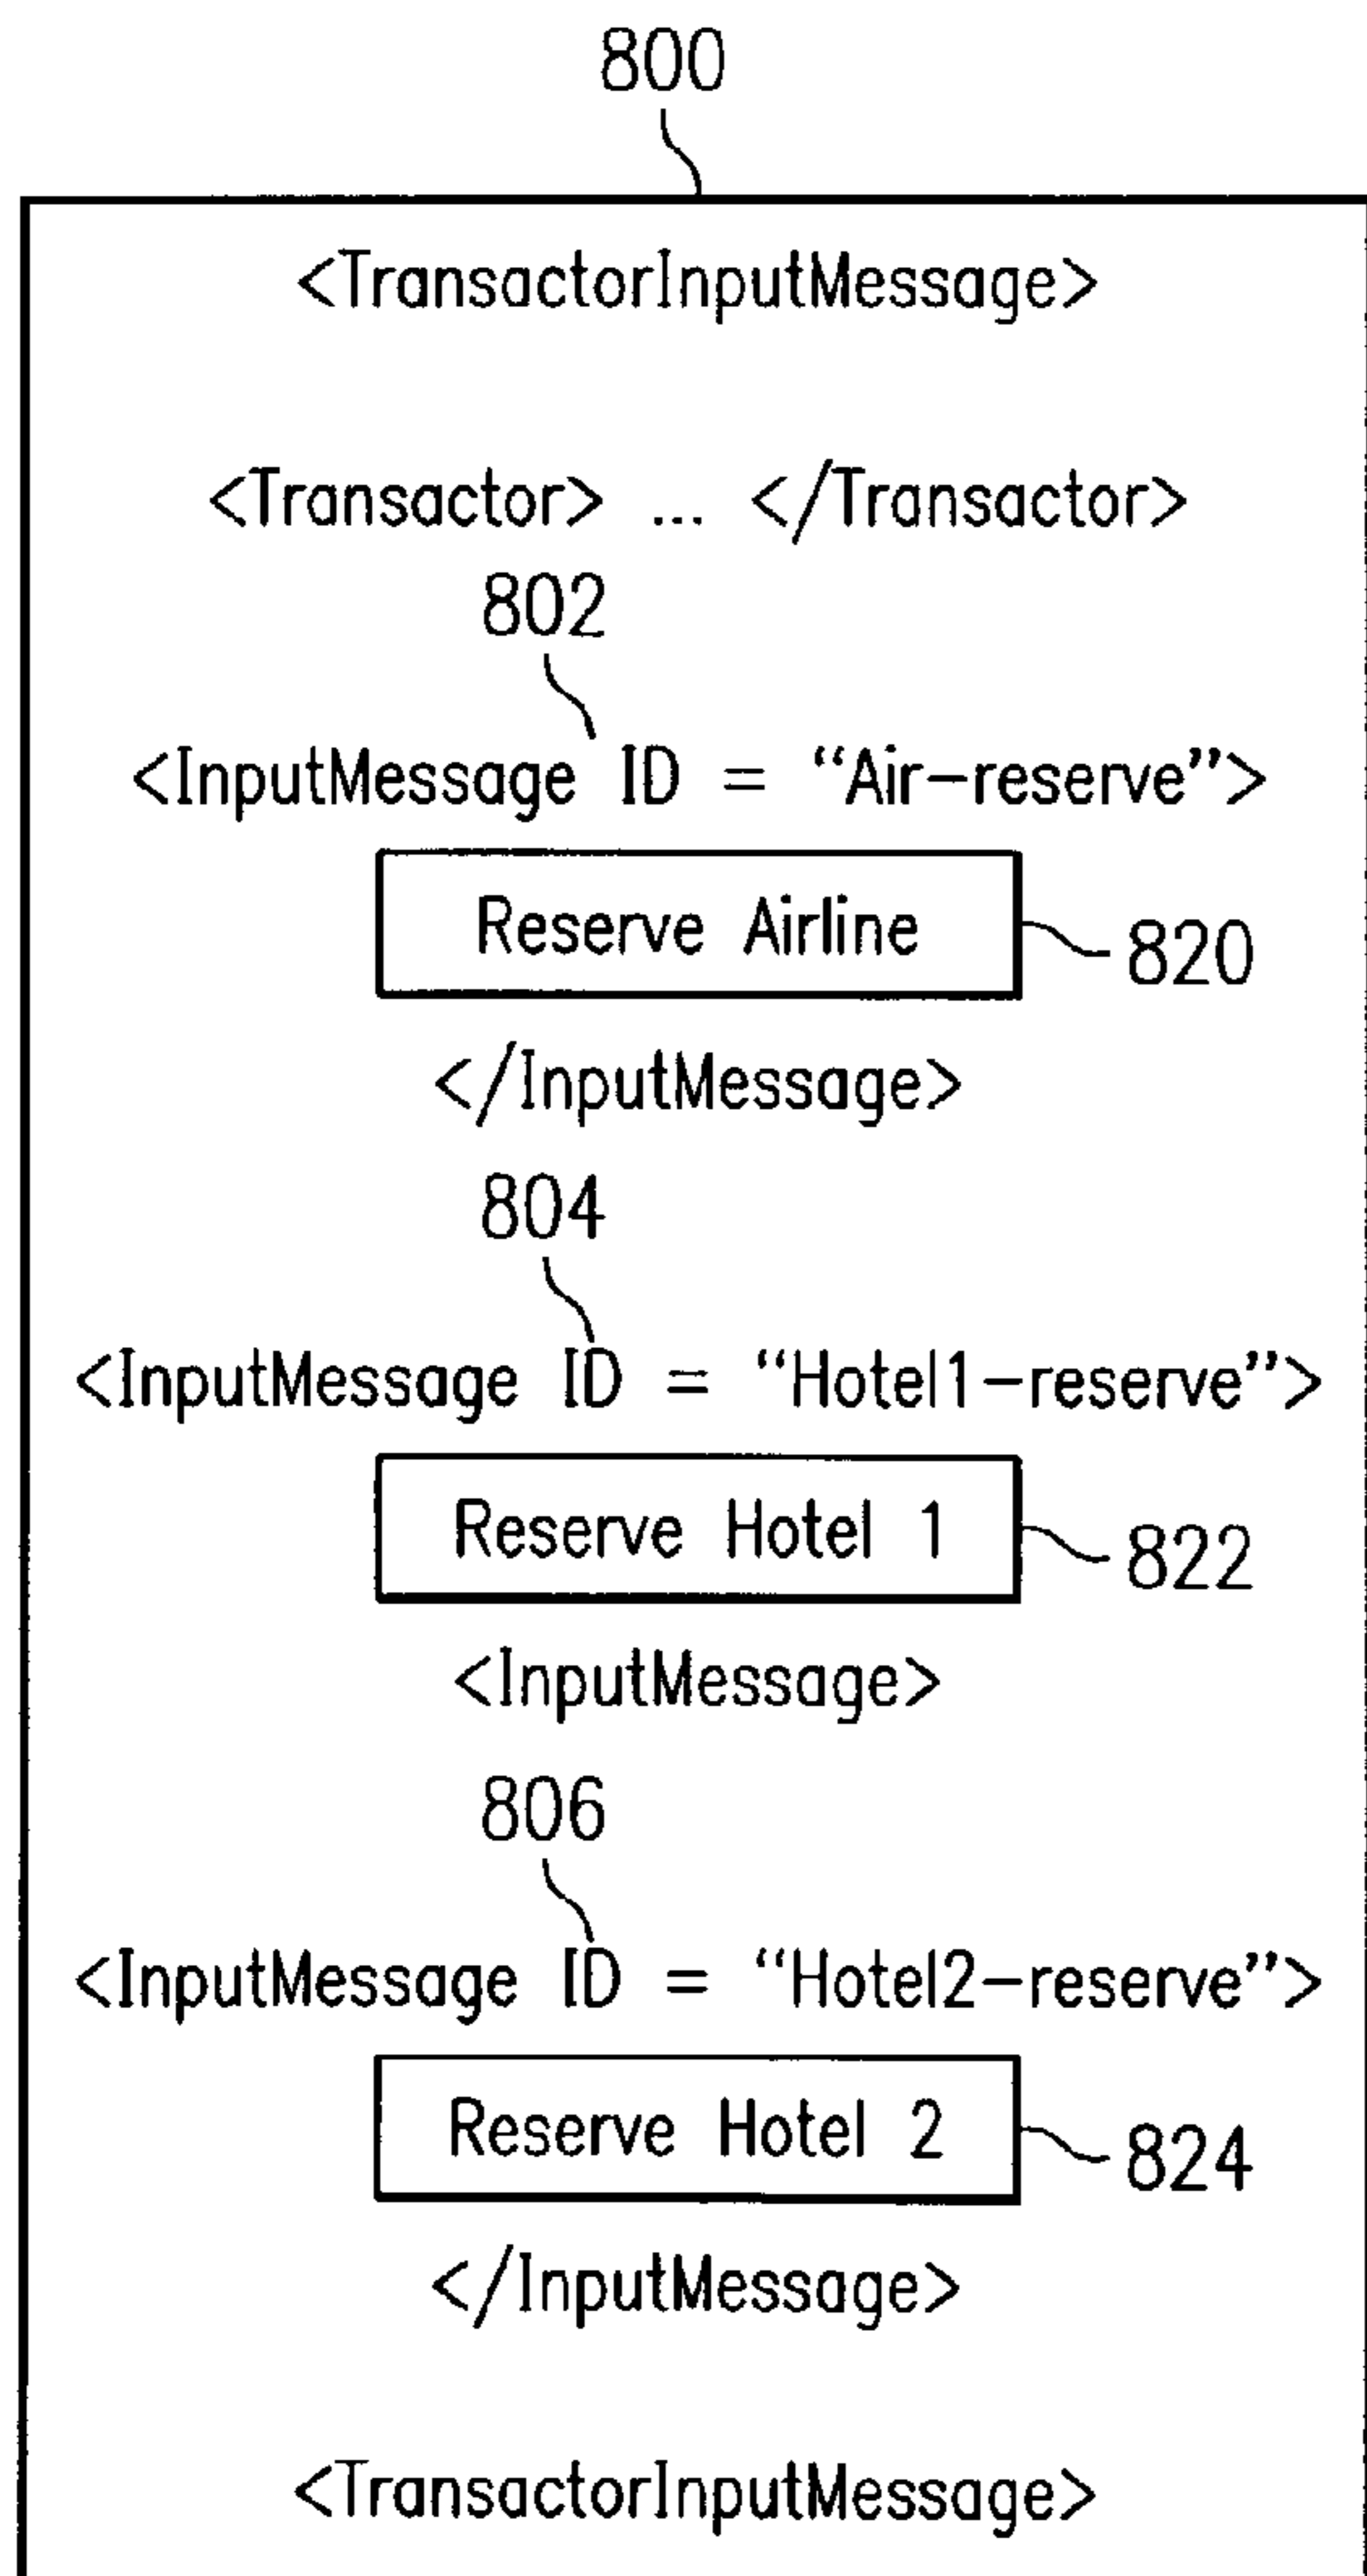 800
<TransactorInputMessage>
<Transactor> ... </Transactor>
802
<InputMessage ID = “Air-reserve”>
Reserve Airline
820
</InputMessage>
804
<InputMessage ID = “Hotel1-reserve”>
Reserve Hotel 1
822
<InputMessage>
806
<InputMessage ID = “Hotel2-reserve”>
Reserve Hotel 2
824
</InputMessage>
<TransactorInputMessage>